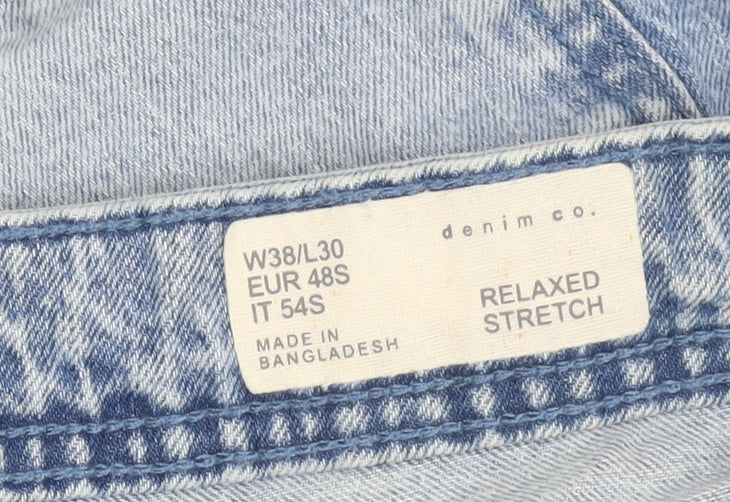 W38/L30
EUR 48S
IT 54S
MADE IN
BANGLADESH
denim co.
RELAXED
STRETCH